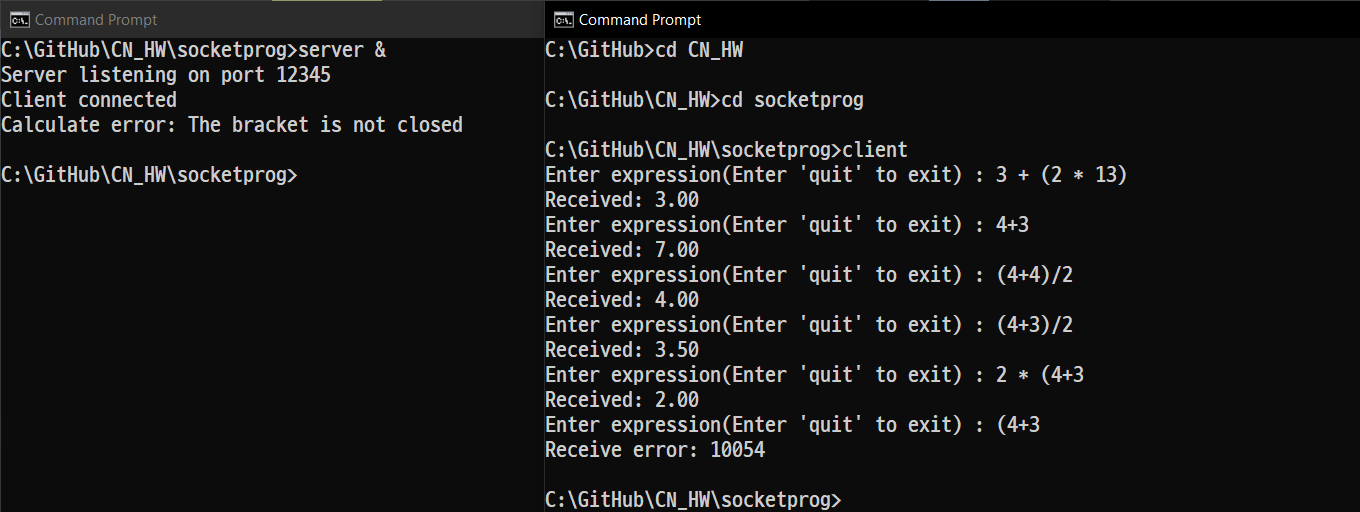 Command Prompt
C:\GitHub\CN_HW\socketprog>server &
Server listening on port 12345
Client connected
Calculate error: The bracket is not closed
C:\GitHub\CN_HW\socketprog>
Command Prompt
C:\GitHub>cd CN_HW
C:\GitHub\CN_HW>cd socketprog
C:\GitHub\CN_HW\socketprog>client
Enter expression(Enter 'quit' to exit) : 3 + (2 * 13)
Received: 3.00
Enter expression(Enter 'quit' to exit) : 4+3
Received: 7.00
Enter expression(Enter 'quit' to exit) : (4+4)/2
Received: 4.00
Enter expression(Enter 'quit' to exit) : (4+3)/2
Received: 3.50
Enter expression(Enter 'quit' to exit) : 2 * (4+3
Received: 2.00
Enter expression(Enter 'quit' to exit) : (4+3
Receive error: 10054
C:\GitHub\CN_HW\socketprog>